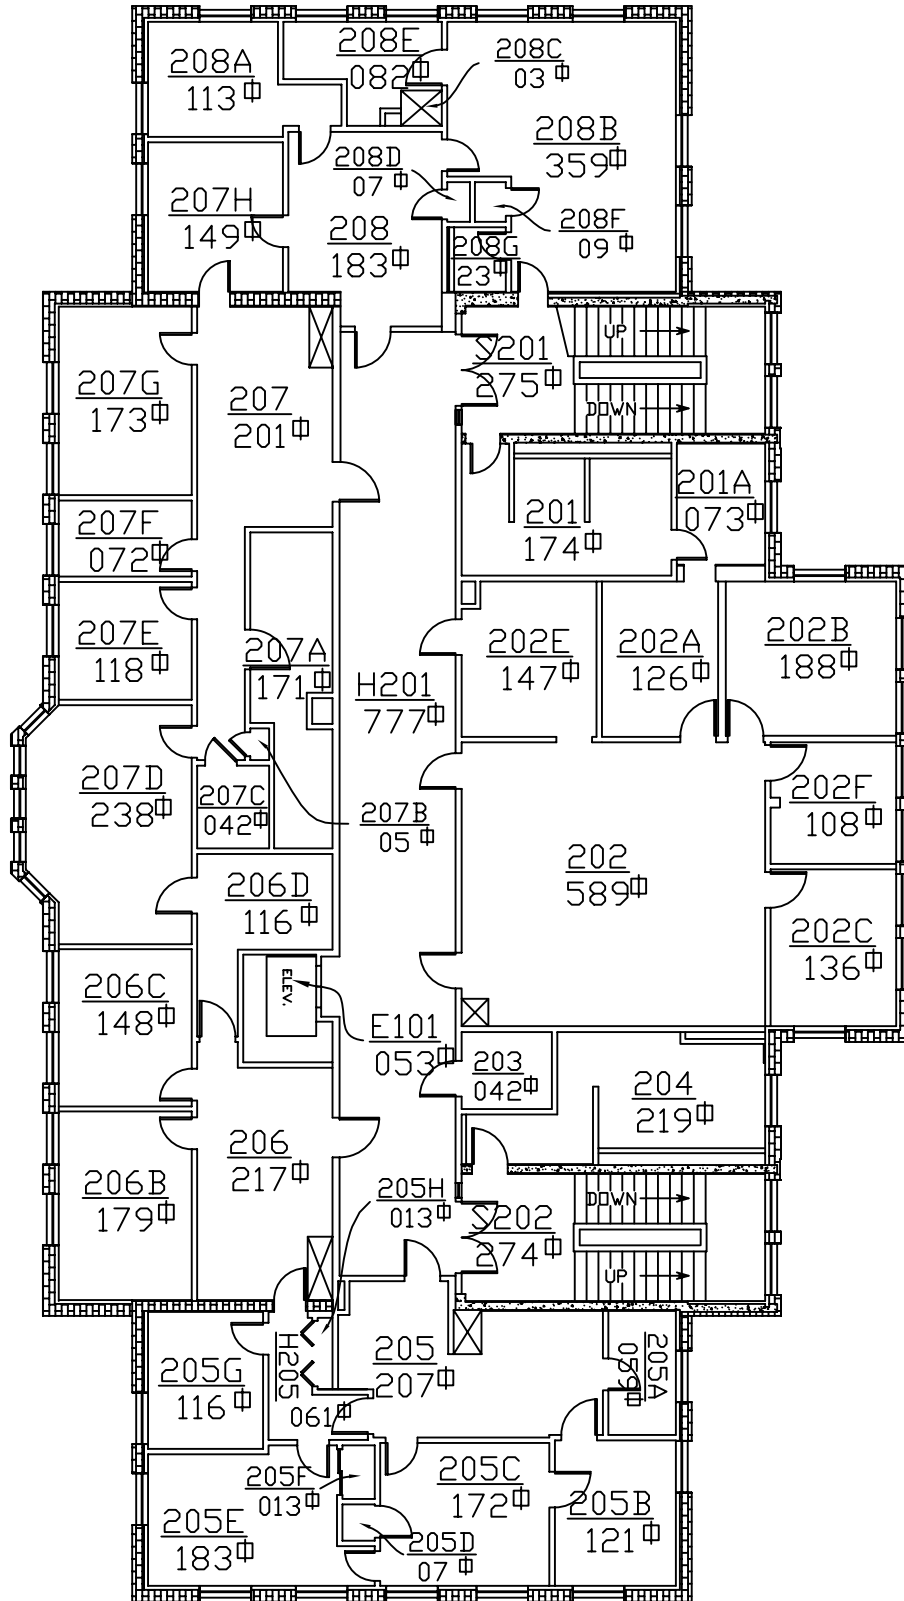 208A
113
208E
082
208C
03
208B
359
208D
07
207H
149
208
183
208F
09
208G
23
S201
275
UP
DOWN
207G
173
207
201
201
174
201A
073
207F
072
207E
118
207A
171
H201
777
202E
147
202A
126
202B
188
207D
238
207C
042
207B
05
202F
108
202
589
206D
116
202C
136
206C
148
ELEV.
E101
053
203
042
204
219
206
217
206B
179
205H
013
S202
274
DOWN
UP
205G
116
H205
061
205
207
205A
059
205F
013
205C
172
205E
183
205D
07
205B
121